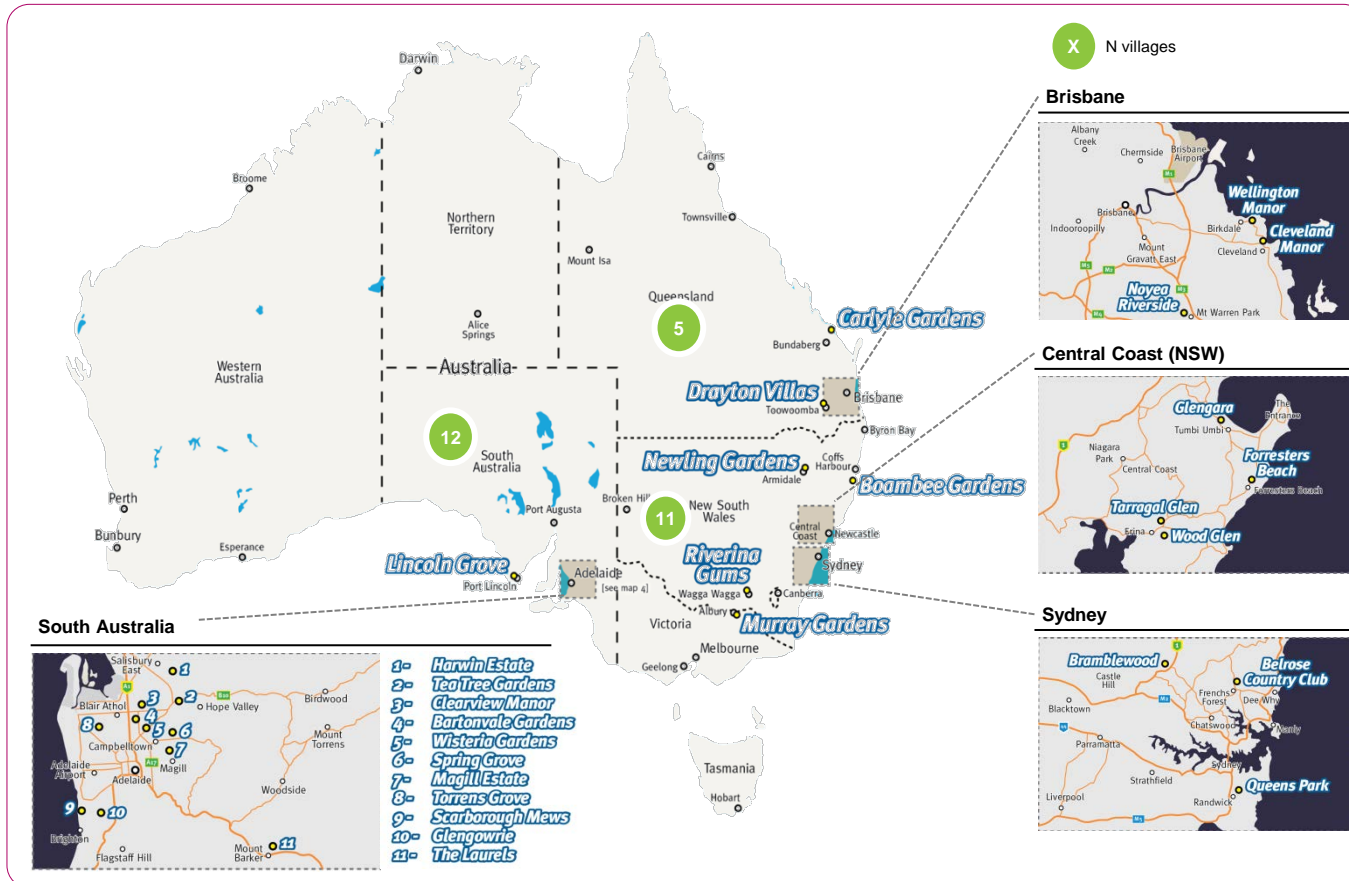 X N villages
Darwin
Cairns
Broome
Townsville
Northern
Territory
Mount Isa
Queensland
5
Alice
Springs
Carlyle Gardens
Bundaberg
Western
Australia
Australia
Drayton Villas
Toowoomba
Brisbane
Byron Bay
12
South
Australia
Newling Gardens
Armidale
Coffs
Harbour
Boambee Gardens
Perth
Bunbury
Esperance
Port Augusta
Broken Hill
11
New South
Wales
Central
Coast
Newcastle
Sydney
Lincoln Grove
Port Lincoln
Adelaide
[see map 4]
Riverina
Gums
Wagga Wagga
Canberra
Albury
Murray Gardens
Victoria
Melbourne
Geelong
Tasmania
Hobart
Brisbane
Albany
Creek
Chermside
Brisbane
Airport
M1
Wellington
Manor
Brisbane
Birkdale
Indooroopilly
Cleveland
Manor
Cleveland
Mount
Gravatt East
Noyea
Riverside
Mt Warren Park
Central Coast (NSW)
Glengara
The
Entrance
Tumbi Umbi
Niagara
Park
Central Coast
Forresters
Beach
Forresters Beach
Tarragal Glen
Erina
Wood Glen
Sydney
Bramblewood
Castle
Hill
Belrose
Country Club
Frenchs
Forest
Dee Why
Blacktown
Chatswood
Manly
Parramatta
Sydney
Strathfield
Queens Park
Liverpool
Randwick
South Australia
Salisbury
East
1
2
3
Blair Athol
Hope Valley
Birdwood
4
8
5
6
Campbelltown
7
Mount
Torrens
Adelaide
Airport
Adelaide
A17
Magill
Woodside
9
10
Brighton
Flagstaff Hill
Mount
Barker
11
1- Harwin Estate
2- Tea Tree Gardens
3- Clearview Manor
4- Bartonvale Gardens
5- Wisteria Gardens
6- Spring Grove
7- Magill Estate
8- Torrens Grove
9- Scarborough Mews
10- Glengowrie
11- The Laurels